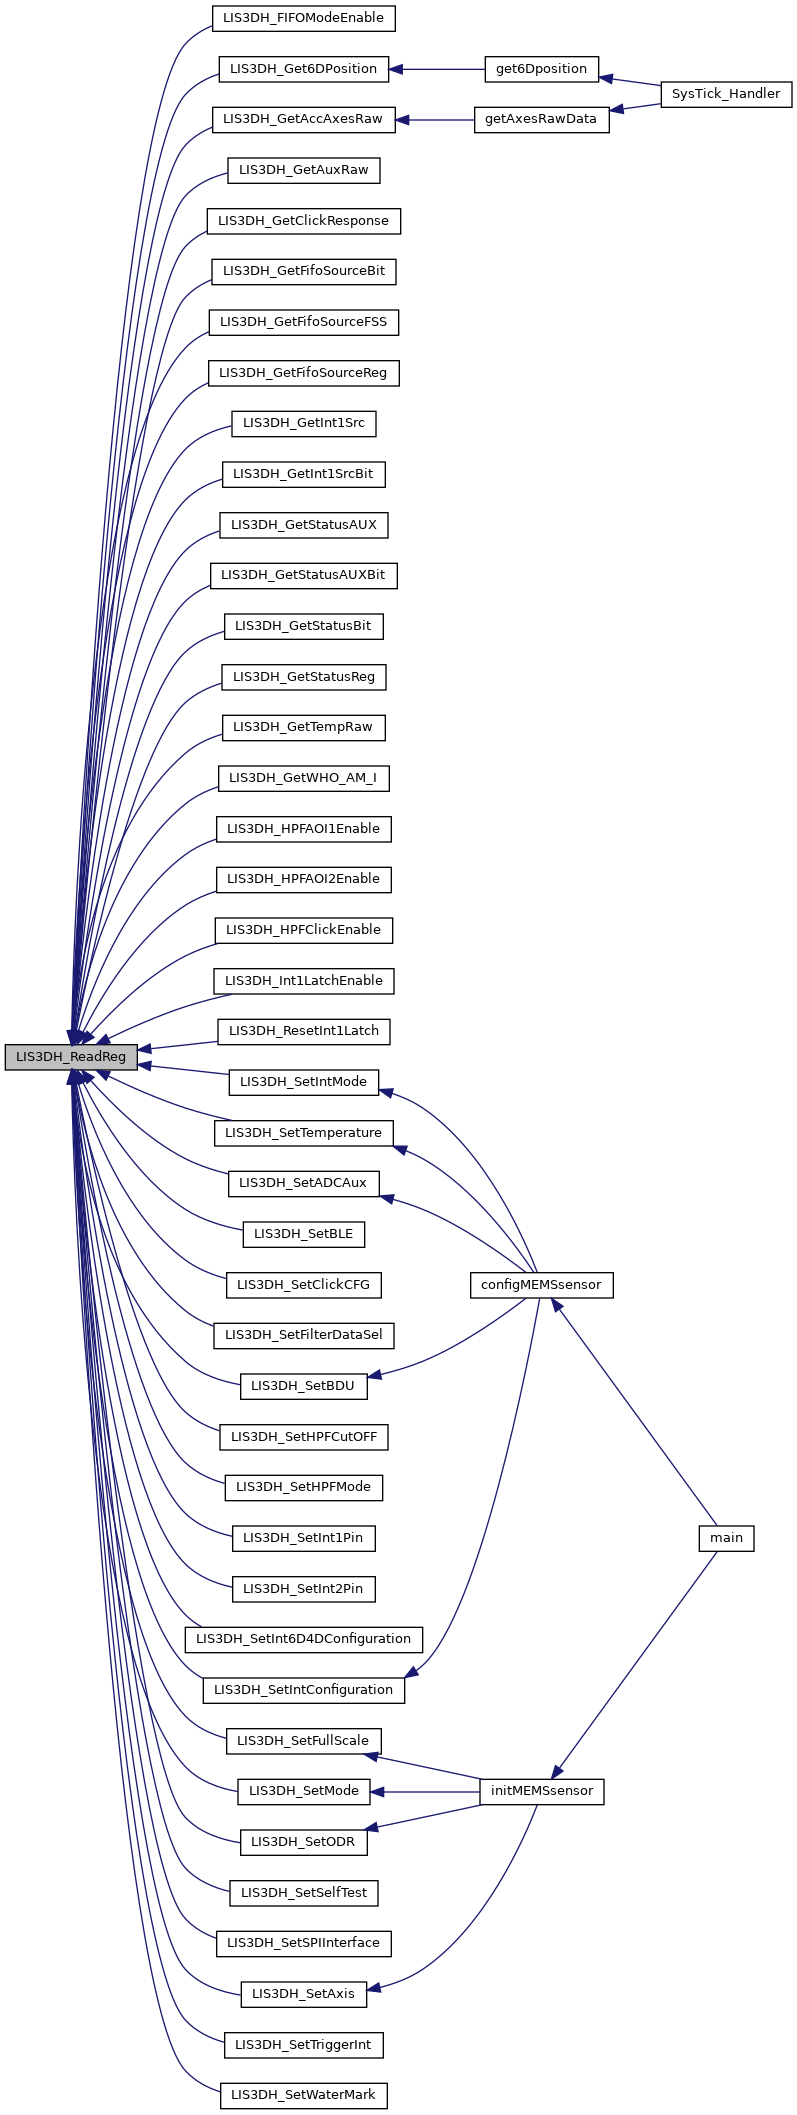 LIS3DH_FIFOModeEnable
LIS3DH_Get6DPosition
get6Dposition
SysTick_Handler
LIS3DH_GetAccAxesRaw
getAxesRawData
LIS3DH_GetAuxRaw
LIS3DH_GetClickResponse
LIS3DH_GetFifoSourceBit
LIS3DH_GetFifoSourceFSS
LIS3DH_GetFifoSourceReg
LIS3DH_GetInt1Src
LIS3DH_GetInt1SrcBit
LIS3DH_GetStatusAUX
LIS3DH_GetStatusAUXBit
LIS3DH_GetStatusBit
LIS3DH_GetStatusReg
LIS3DH_GetTempRaw
LIS3DH_GetWHO_AM_I
LIS3DH_HPFAOI1Enable
LIS3DH_HPFAOI2Enable
LIS3DH_HPFClickEnable
LIS3DH_Int1LatchEnable
LIS3DH_ResetInt1Latch
LIS3DH_ReadReg
LIS3DH_SetIntMode
LIS3DH_SetTemperature
LIS3DH_SetADCAux
LIS3DH_SetBLE
LIS3DH_SetClickCFG
configMEMSsensor
LIS3DH_SetFilterDataSel
LIS3DH_SetBDU
LIS3DH_SetHPFCutOFF
LIS3DH_SetHPFMode
LIS3DH_SetInt1Pin
main
LIS3DH_SetInt2Pin
LIS3DH_SetInt6D4DConfiguration
LIS3DH_SetIntConfiguration
LIS3DH_SetFullScale
LIS3DH_SetMode
initMEMSsensor
LIS3DH_SetODR
LIS3DH_SetSelfTest
LIS3DH_SetSPIInterface
LIS3DH_SetAxis
LIS3DH_SetTriggerInt
LIS3DH_SetWaterMark